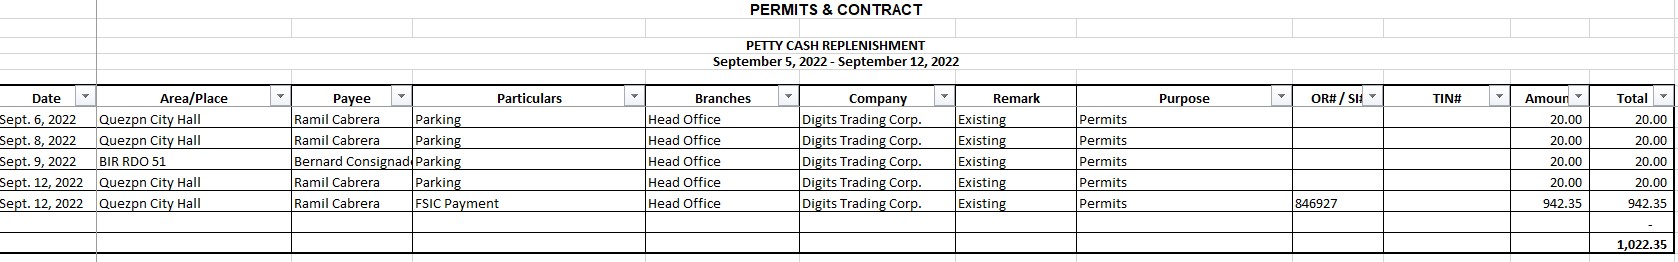 PERMITS & CONTRACT
PETTY CASH REPLENISHMENT
September 5, 2022 - September 12, 2022
Date Area/Place Payee Particulars Branches Company Remark Purpose OR# / SI# TIN# Amoun Total
Sept. 6, 2022 Quezpn City Hall Ramil Cabrera Parking Head Office Digits Trading Corp. Existing Permits 20.00 20.00
Sept. 8, 2022 Quezpn City Hall Ramil Cabrera Parking Head Office Digits Trading Corp. Existing Permits 20.00 20.00
Sept. 9, 2022 BIR RDO 51 Bernard Consignad Parking Head Office Digits Trading Corp. Existing Permits 20.00 20.00
Sept. 12, 2022 Quezpn City Hall Ramil Cabrera Parking Head Office Digits Trading Corp. Existing Permits 20.00 20.00
Sept. 12, 2022 Quezpn City Hall Ramil Cabrera FSIC Payment Head Office Digits Trading Corp. Existing Permits 846927 942.35 942.35
-
1,022.35